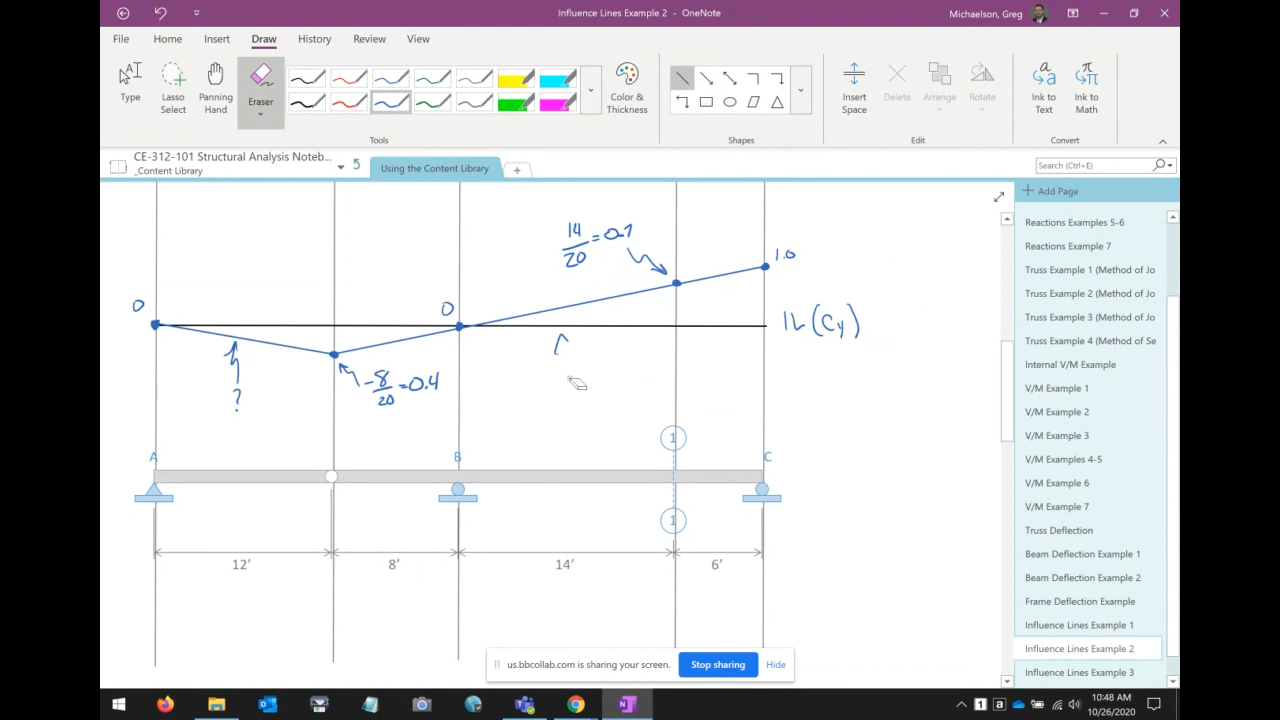 Influence Lines Example 2 - OneNote
Michaelson, Greg
File Home Insert Draw History Review View
Type
Lasso Select
Panning Hand
Eraser
Color & Thickness
Insert Space
Delete
Arrange
Rotate
Ink to Text
Ink to Math
Tools
Shapes
Edit
Convert
CE-312-101 Structural Analysis Noteb...
_Content Library
Using the Content Library
Search (Ctrl+E)
Add Page
Reactions Examples 5-6
Reactions Example 7
Truss Example 1 (Method of Jo
Truss Example 2 (Method of Jo
Truss Example 3 (Method of Jo
Truss Example 4 (Method of Se
Internal V/M Example
V/M Example 1
V/M Example 2
V/M Example 3
V/M Examples 4-5
V/M Example 6
V/M Example 7
Truss Deflection
Beam Deflection Example 1
Beam Deflection Example 2
Frame Deflection Example
Influence Lines Example 1
Influence Lines Example 2
Influence Lines Example 3
14/20 = 0.7
1.0
0
0
IL (Cy)
-8/20 = 0.4
?
1
A B C
1
12' 8' 14' 6'
us.bbcollab.com is sharing your screen.
Stop sharing
Hide
10:48 AM
10/26/2020